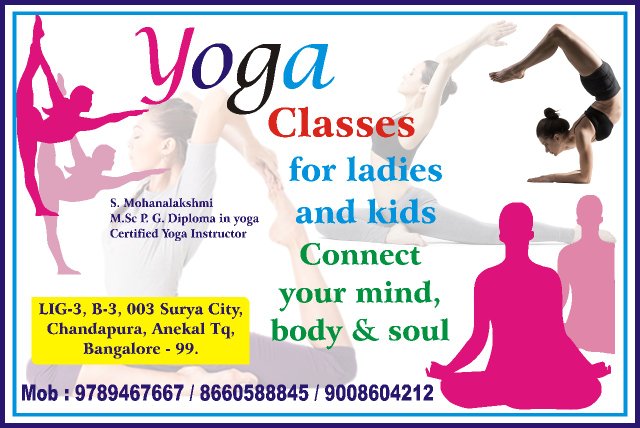 Yoga
Classes
for ladies
and kids
Connect
your mind,
body & soul
S. Mohanalakshmi
M.Sc P. G. Diploma in yoga
Certified Yoga Instructor
LIG-3, B-3, 003 Surya City,
Chandapura, Anekal Tq,
Bangalore - 99.
Mob : 9789467667 / 8660588845 / 9008604212